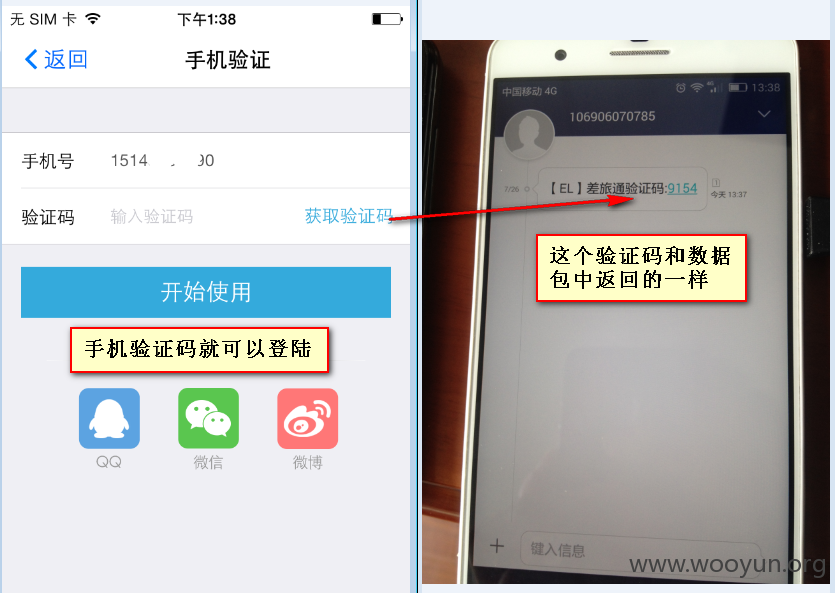 无 SIM 卡
下午1:38
返回
手机验证
手机号
1514
90
验证码
输入验证码
获取验证码
开始使用
手机验证码就可以登陆
QQ
微信
微博
中国移动 4G
13:38
106906070785
7/26
【 EL 】差旅通验证码:9154
1
今天 13:37
这个验证码和数据
包中返回的一样
键入信息
www.wooyun.org